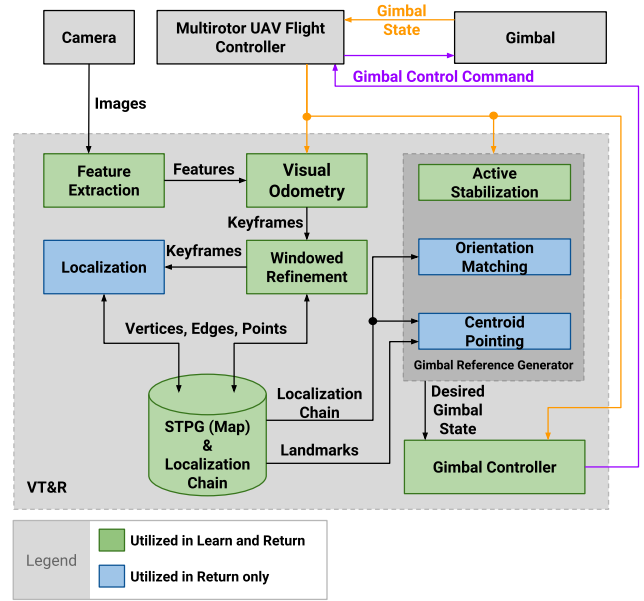 Camera
Multirotor UAV Flight
Controller
Gimbal
State
Gimbal
Gimbal Control Command
Images
Feature
Extraction
Features
Visual
Odometry
Active
Stabilization
Keyframes
Localization
Keyframes
Windowed
Refinement
Orientation
Matching
Vertices, Edges, Points
Centroid
Pointing
Gimbal Reference Generator
STPG (Map)
&
Localization
Chain
Localization
Chain
Landmarks
Desired
Gimbal
State
Gimbal Controller
VT&R
Legend
Utilized in Learn and Return
Utilized in Return only